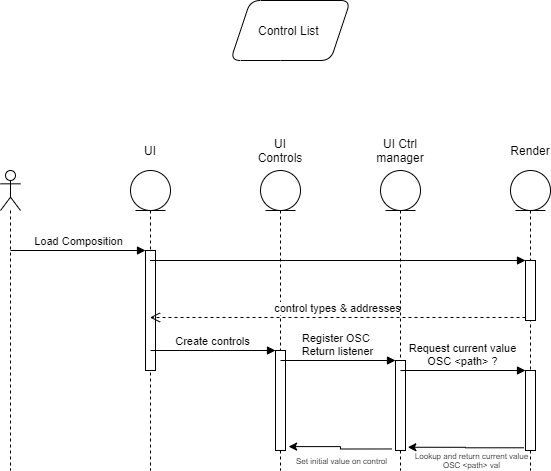 Control List
UI
UI
Controls
UI Ctrl
manager
Render
Load Composition
control types & addresses
Create controls
Register OSC
Return listener
Request current value
OSC <path> ?
Set initial value on control
Lookup and return current value
OSC <path> val